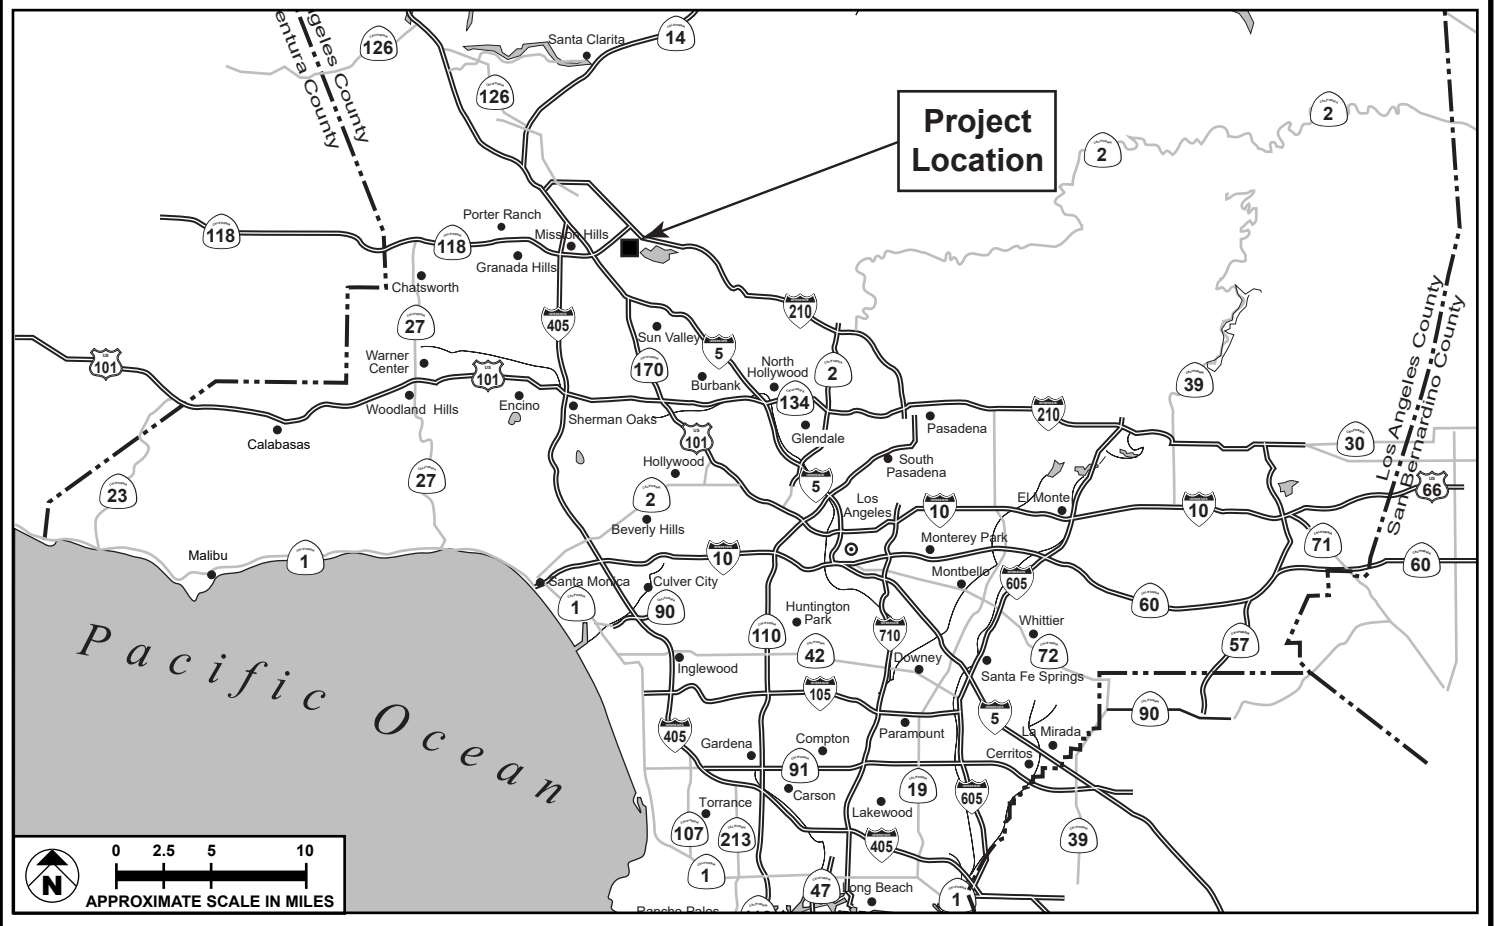 Angeles County
Ventura County
126
Santa Clarita
14
126
Project
Location
2
2
118
Porter Ranch
118
Mission Hills
Granada Hills
Chatsworth
27
405
210
Sun Valley
5
170
Warner
Center
101
101
Burbank
North
Hollywood
2
134
39
Los Angeles County
San Bernardino County
Woodland Hills
Encino
Sherman Oaks
Calabasas
101
Glendale
Pasadena
210
30
Hollywood
South
Pasadena
23
27
2
5
Los
Angeles
10
El Monte
10
66
Beverly Hills
Monterey Park
71
60
Malibu
1
10
Santa Monica
Culver City
Montbello
605
1
90
Huntington
Park
60
110
710
Whittier
57
42
72
Inglewood
Downey
Santa Fe Springs
105
90
405
5
Paramount
La Mirada
Gardena
Compton
Cerritos
91
Carson
19
605
Torrance
Lakewood
107
213
405
39
1
47
Long Beach
1
Pacific Ocean
0 2.5 5 10
N
APPROXIMATE SCALE IN MILES